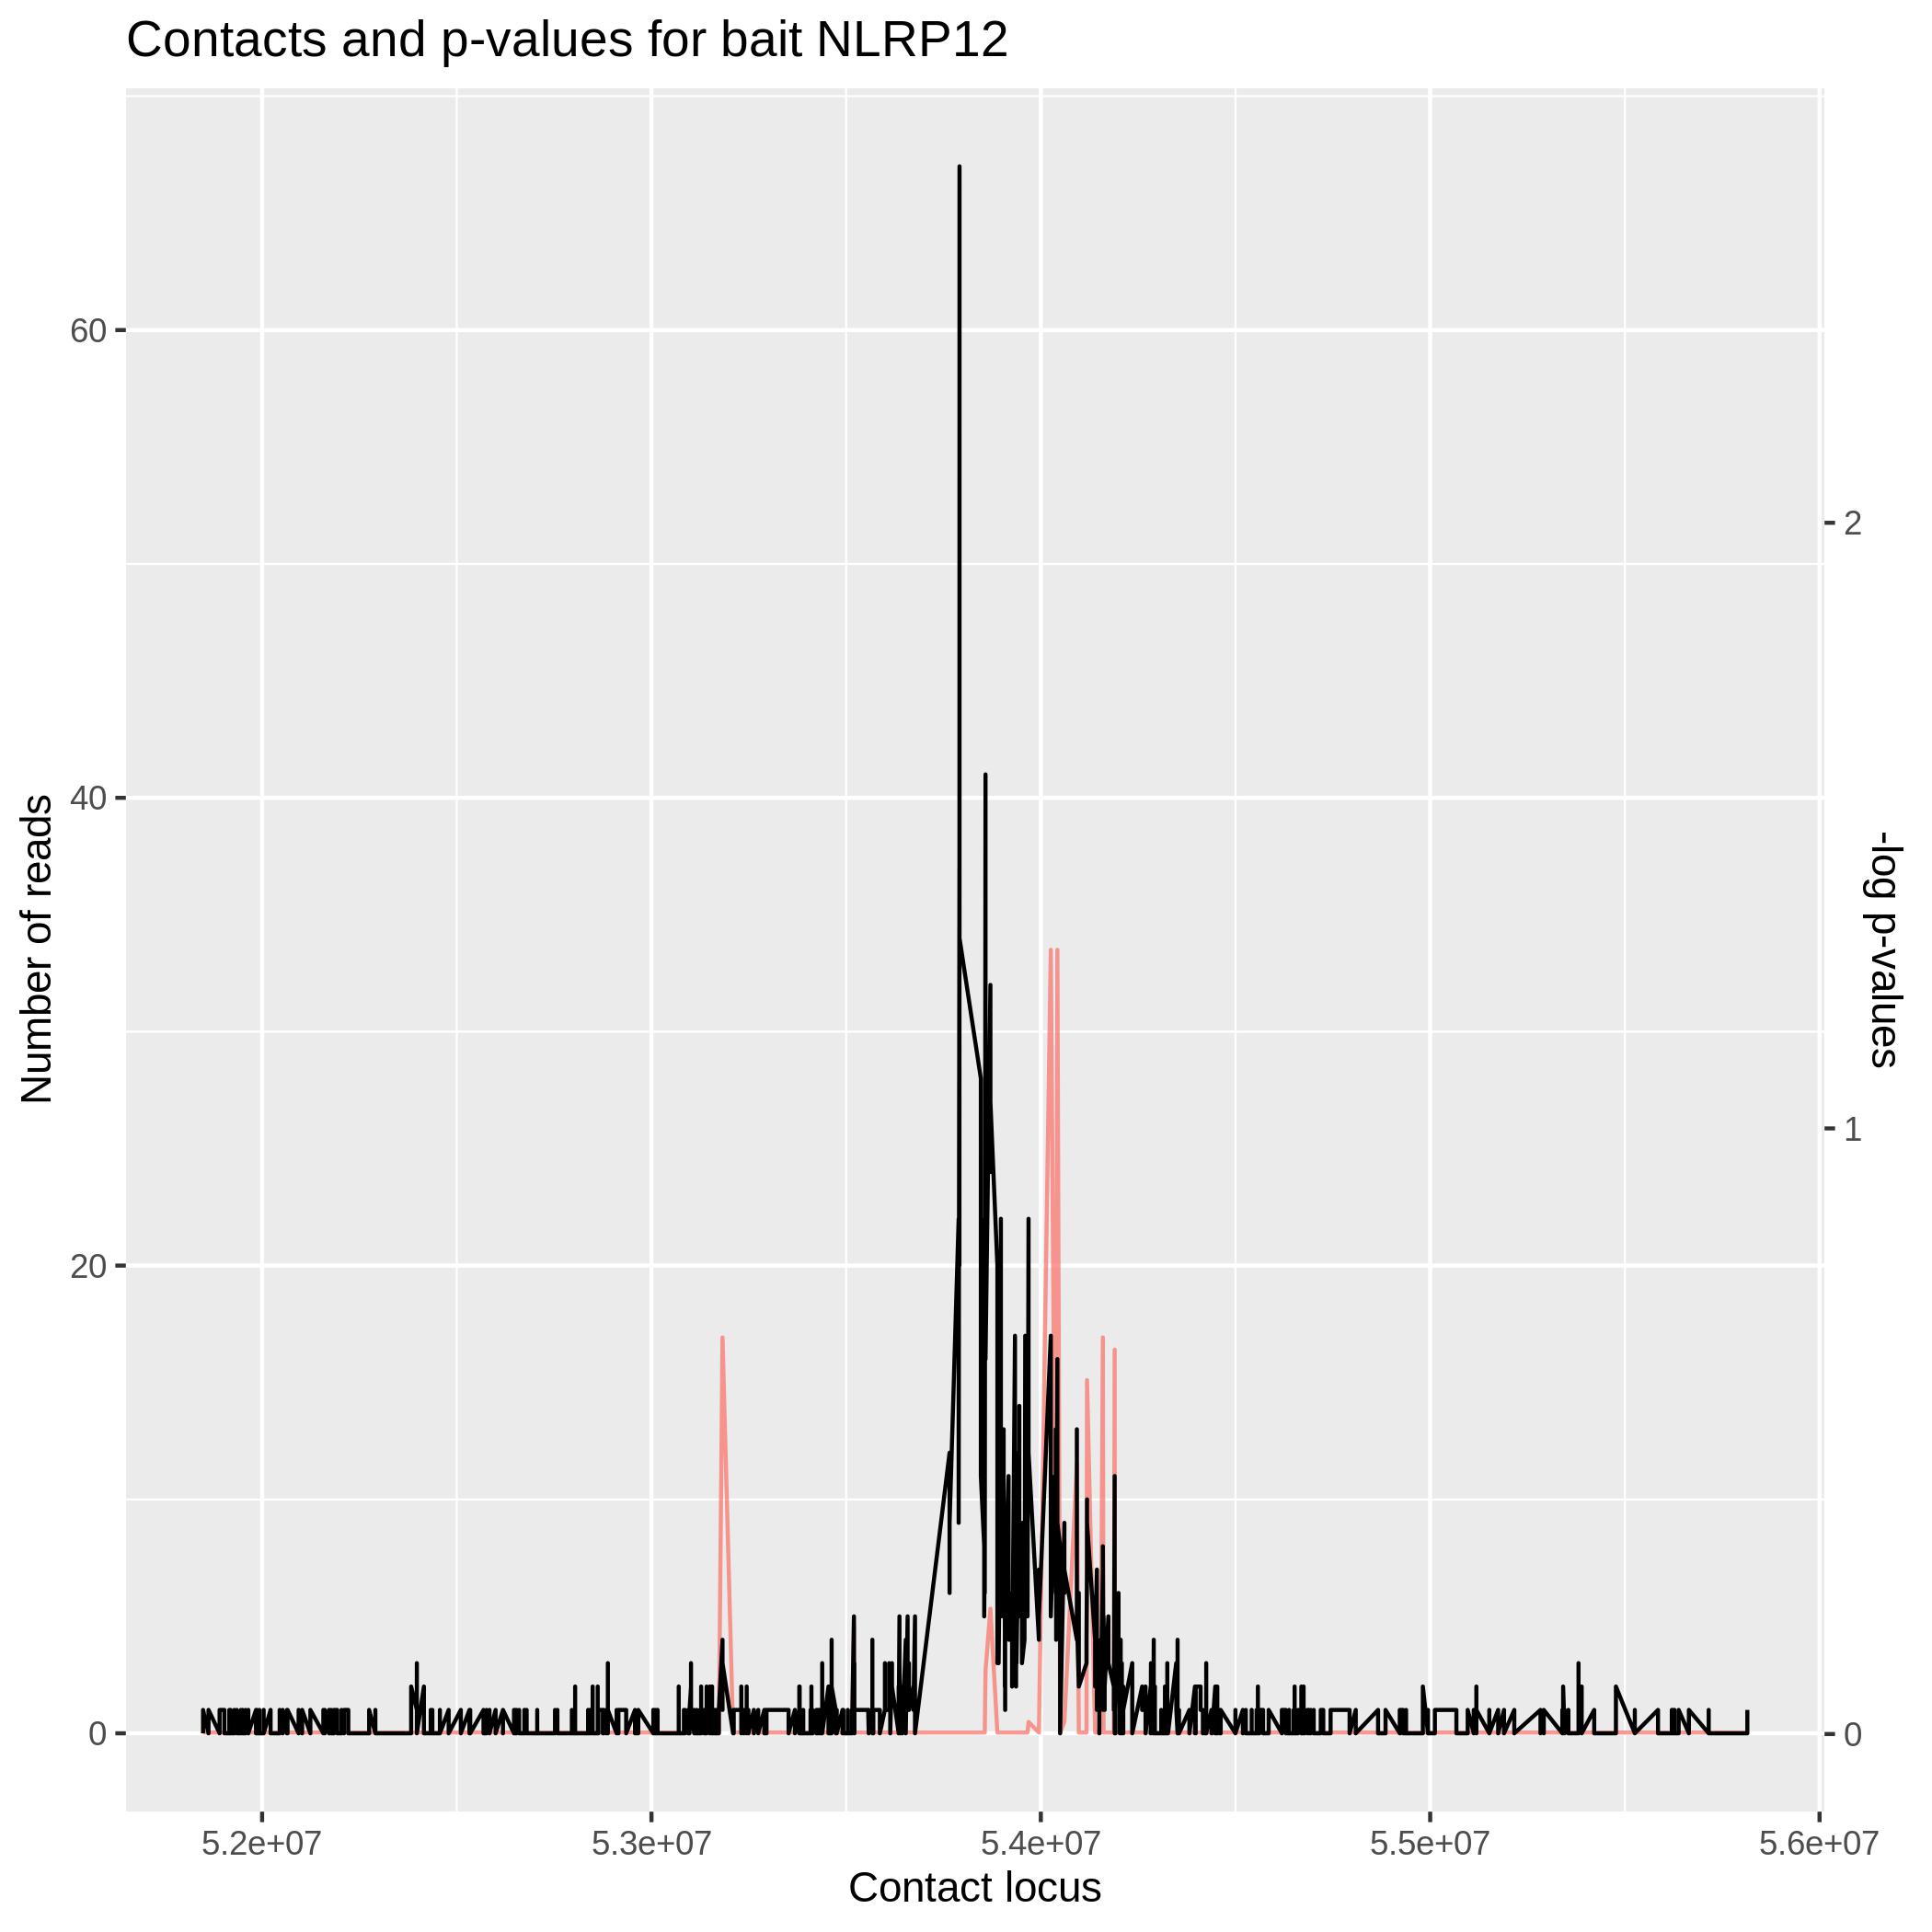 Contacts and p-values for bait NLRP12
Number of reads
60
40
20
0
-log p-values
2
1
0
5.2e+07
5.3e+07
5.4e+07
5.5e+07
5.6e+07
Contact locus